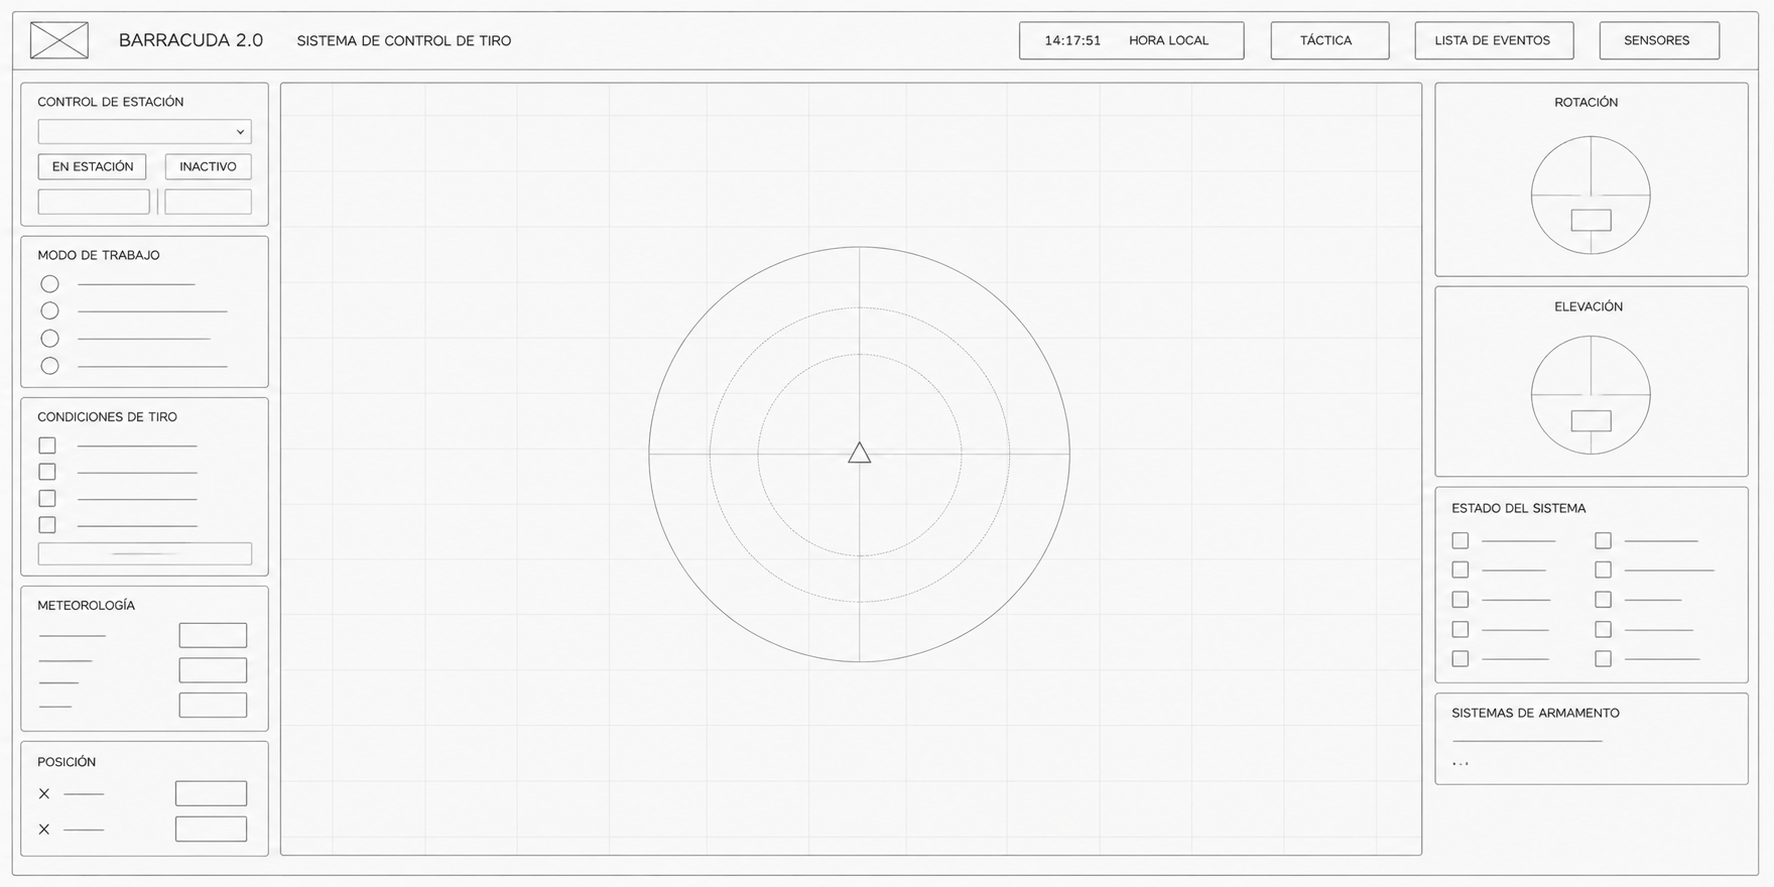 BARRACUDA 2.0
SISTEMA DE CONTROL DE TIRO
14:17:51 HORA LOCAL
TÁCTICA
LISTA DE EVENTOS
SENSORES
CONTROL DE ESTACIÓN
EN ESTACIÓN
INACTIVO
MODO DE TRABAJO
CONDICIONES DE TIRO
METEOROLOGÍA
POSICIÓN
X
X
ROTACIÓN
ELEVACIÓN
ESTADO DEL SISTEMA
SISTEMAS DE ARMAMENTO
...